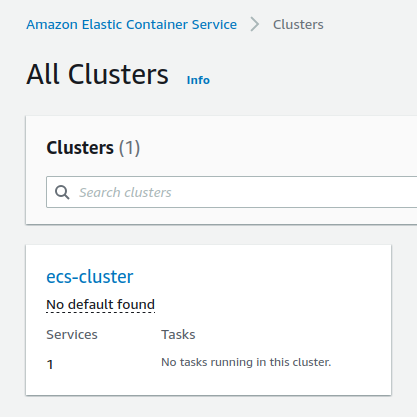 Amazon Elastic Container Service > Clusters
All Clusters Info
Clusters (1)
Search clusters
ecs-cluster
No default found
Services Tasks
1 No tasks running in this cluster.